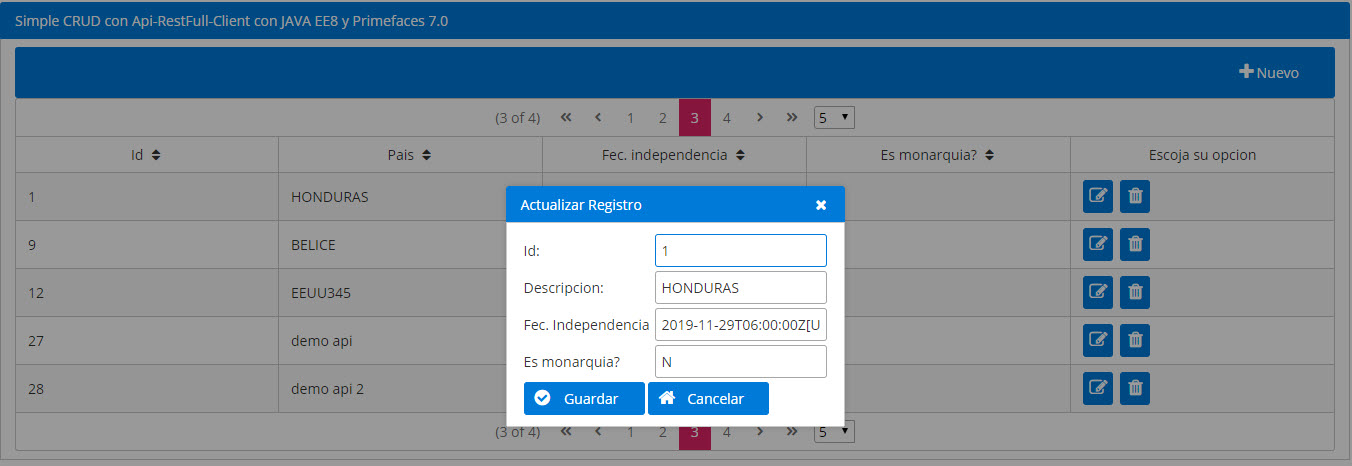 Simple CRUD con Api-RestFull-Client con JAVA EE8 y Primefaces 7.0
Nuevo
(3 of 4) 1 2 3 4 5
Id Pais Fec. independencia Es monarquia? Escoja su opcion
1 HONDURAS
9 BELICE
12 EEUU345
27 demo api
28 demo api 2
Actualizar Registro
Id: 1
Descripcion: HONDURAS
Fec. Independencia 2019-11-29T06:00:00Z[U
Es monarquia? N
Guardar Cancelar
(3 of 4) 1 2 3 4 5